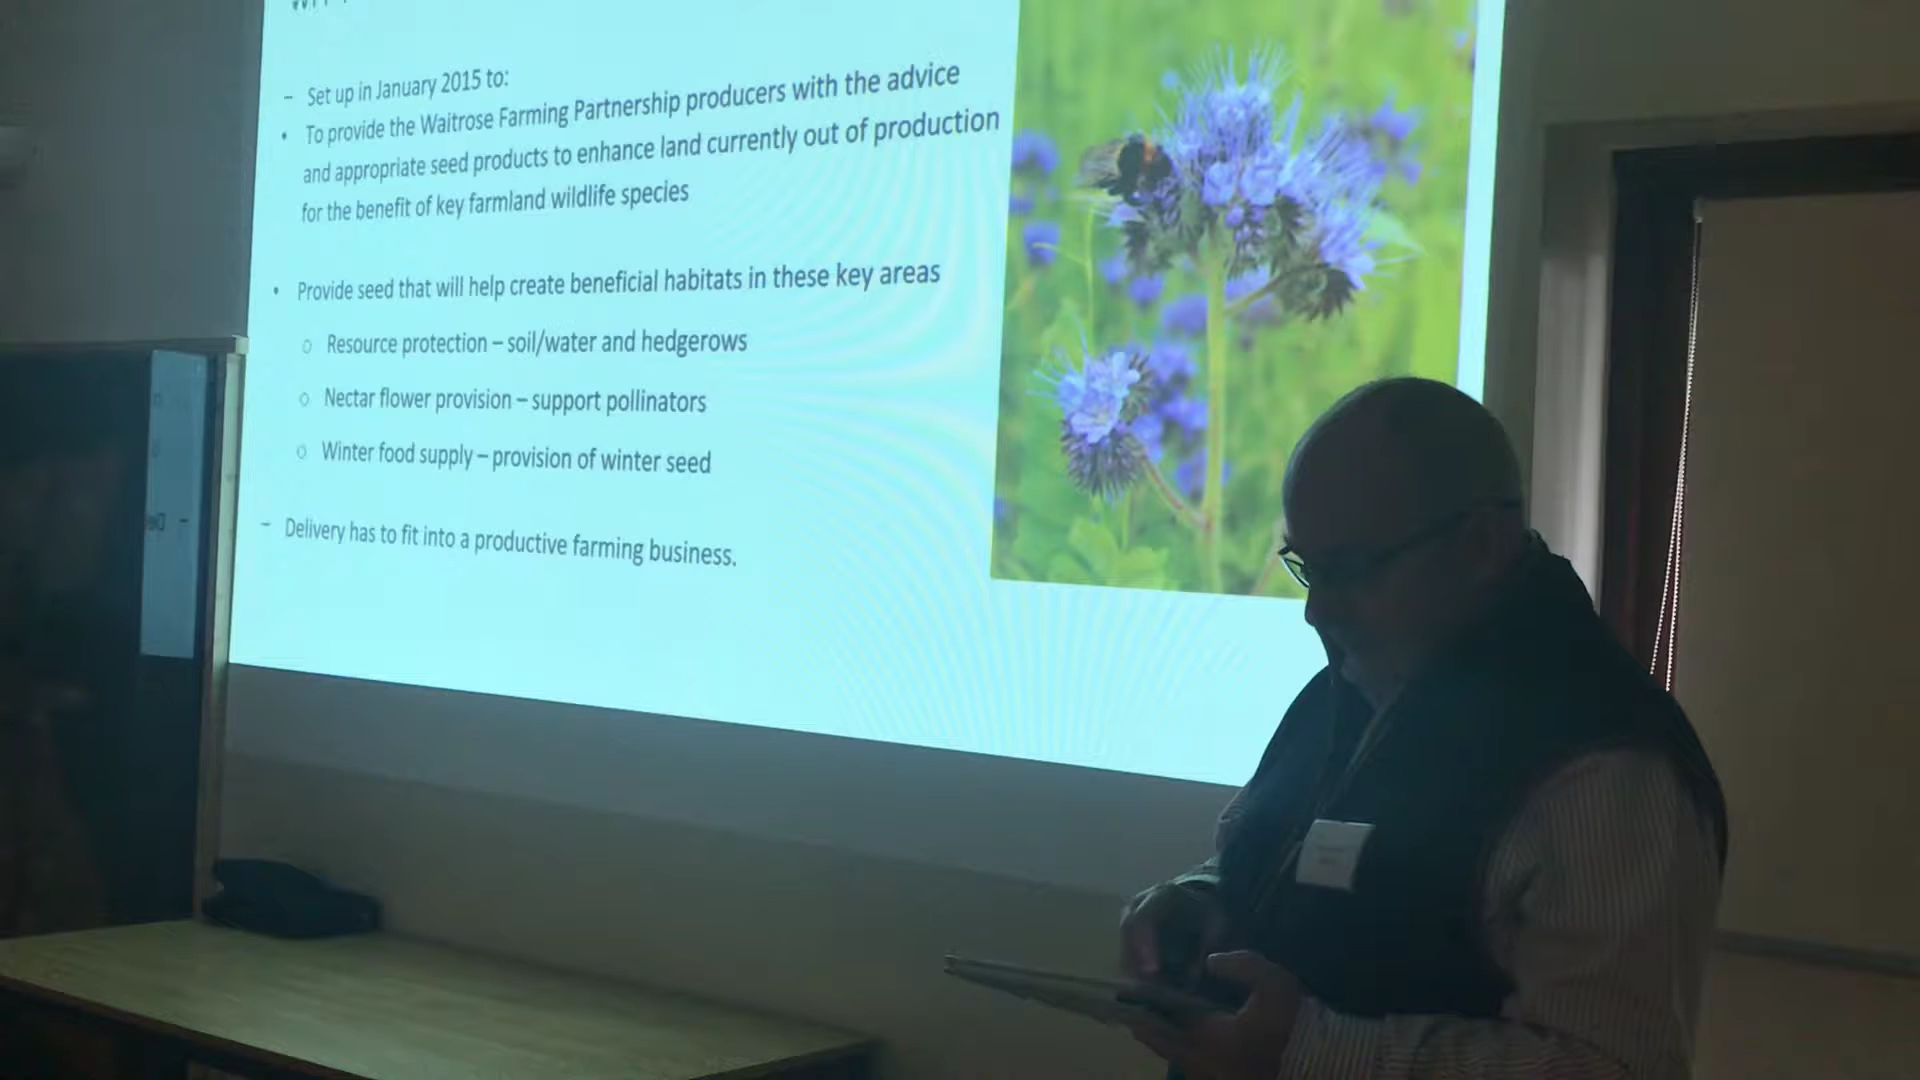 – Set up in January 2015 to:
• To provide the Waitrose Farming Partnership producers with the advice
and appropriate seed products to enhance land currently out of production
for the benefit of key farmland wildlife species
• Provide seed that will help create beneficial habitats in these key areas
○ Resource protection – soil/water and hedgerows
○ Nectar flower provision – support pollinators
○ Winter food supply – provision of winter seed
– Delivery has to fit into a productive farming business.